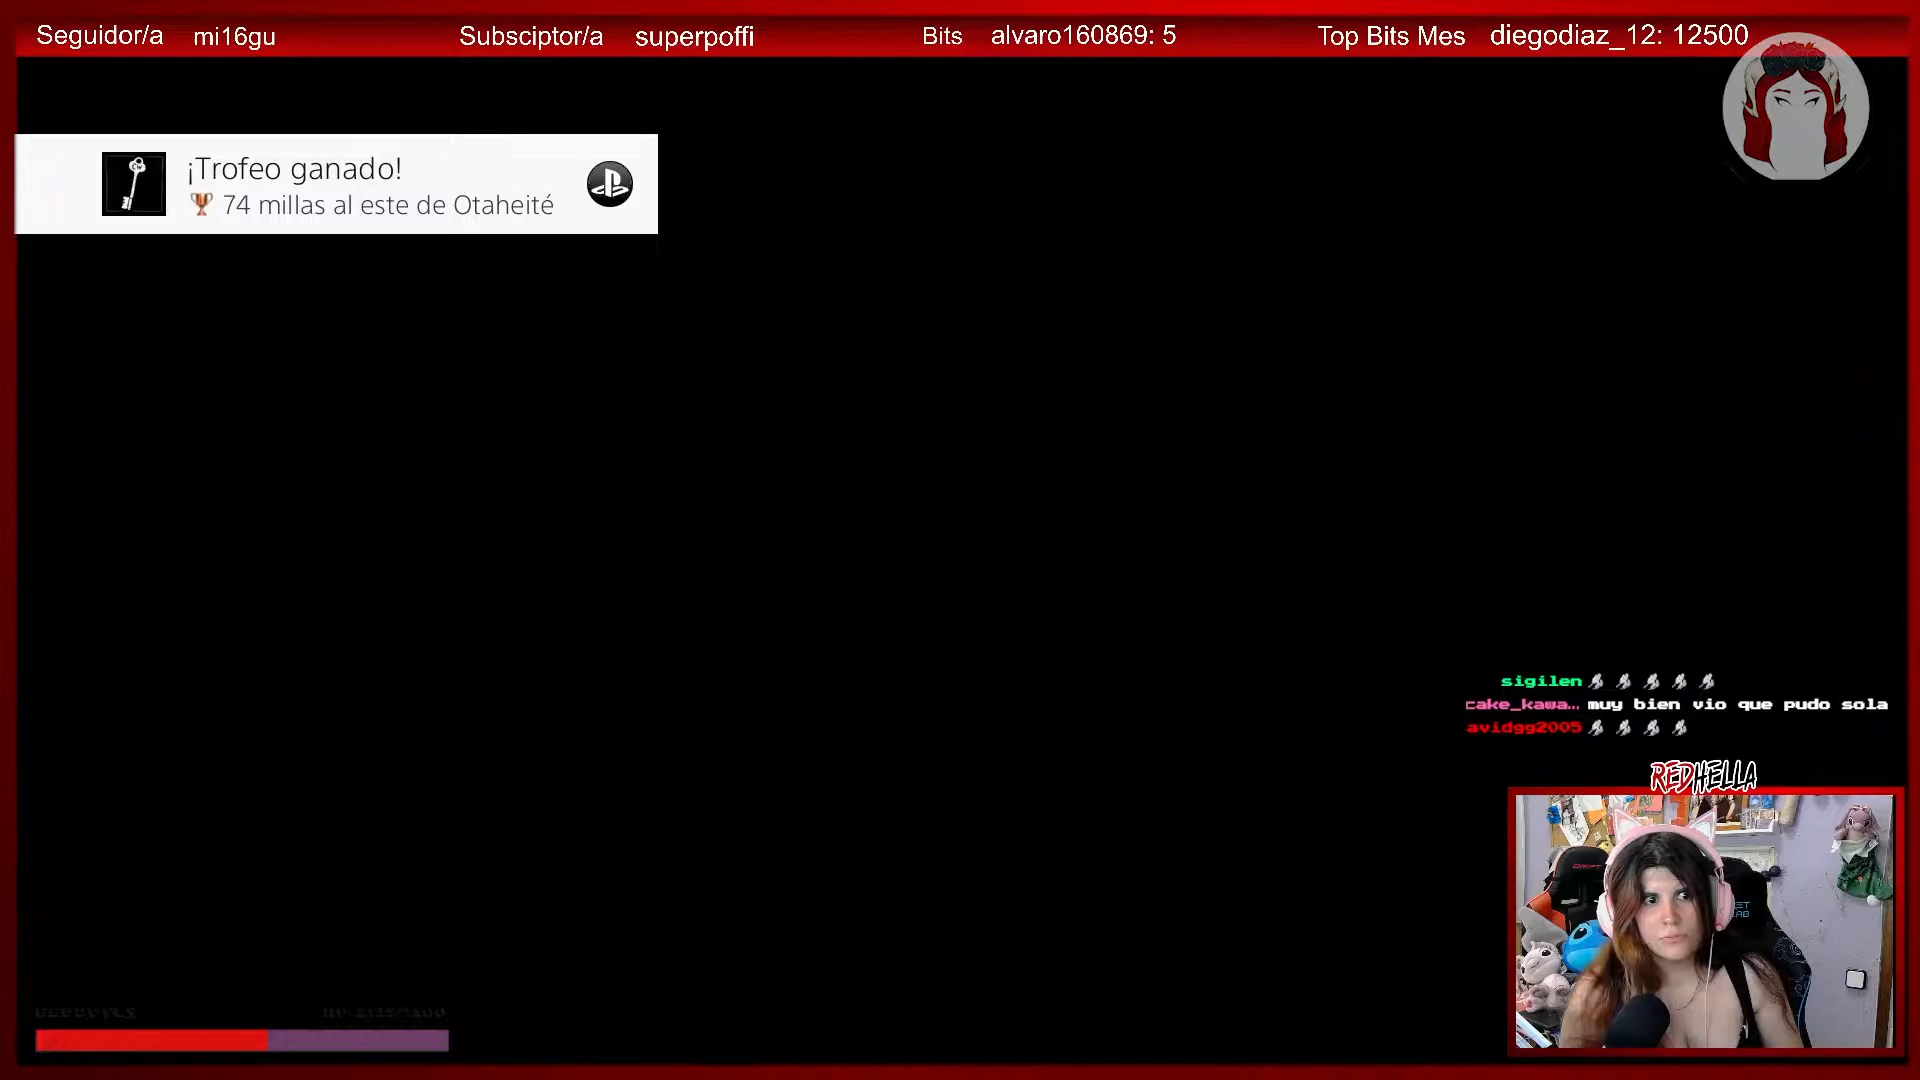 Seguidor/a mi16gu Subsciptor/a superpoffi Bits alvaro160869: 5 Top Bits Mes diegodiaz_12: 12500
¡Trofeo ganado!
74 millas al este de Otaheité
sigilen
cake_kawa... muy bien vio que pudo sola
avidgg2005
REDHELLA